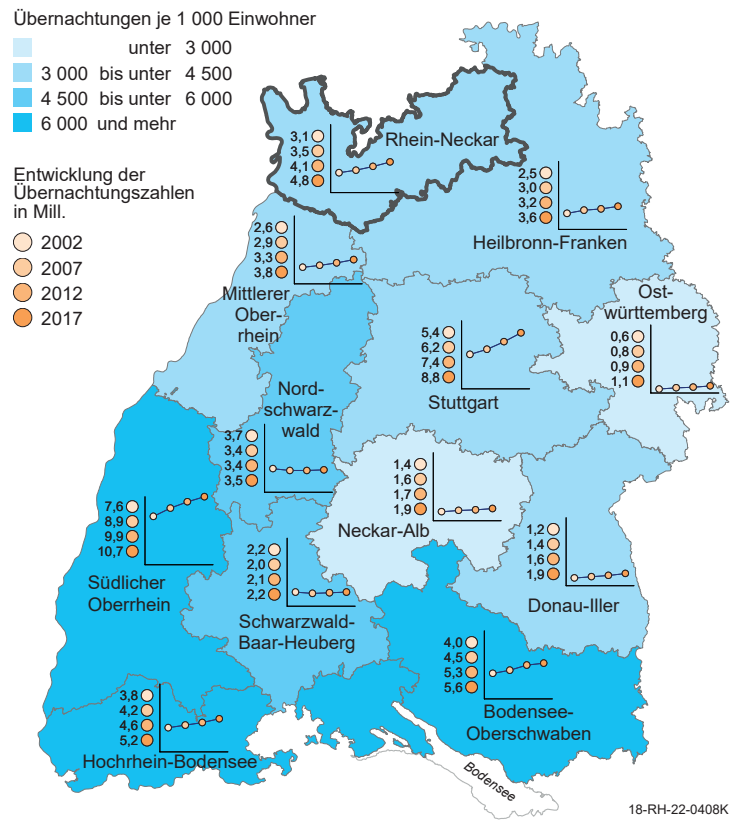 Übernachtungen je 1 000 Einwohner
unter 3 000
3 000 bis unter 4 500
4 500 bis unter 6 000
6 000 und mehr
Entwicklung der
Übernachtungszahlen
in Mill.
2002
2007
2012
2017
3,1
3,5
4,1
4,8
Rhein-Neckar
2,5
3,0
3,2
3,6
Heilbronn-Franken
2,6
2,9
3,3
3,8
Mittlerer
Ober-
rhein
Ost-
württemberg
0,6
0,8
0,9
1,1
5,4
6,2
7,4
8,8
Stuttgart
Nord-
schwarz-
wald
3,7
3,4
3,4
3,5
1,4
1,6
1,7
1,9
Neckar-Alb
7,6
8,9
9,9
10,7
Südlicher
Oberrhein
2,2
2,0
2,1
2,2
Schwarzwald-
Baar-Heuberg
1,2
1,4
1,6
1,9
Donau-Iller
4,0
4,5
5,3
5,6
Bodensee-
Oberschwaben
3,8
4,2
4,6
5,2
Hochrhein-Bodensee
Bodensee
18-RH-22-0408K